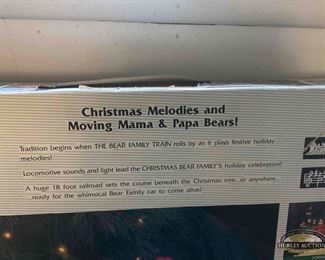 Christmas Melodies and
Moving Mama & Papa Bears!
Tradition begins when THE BEAR FAMILY TRAIN rolls by as it plays festive holiday
melodies!
Locomotive sounds and light lead the CHRISTMAS BEAR FAMILY'S holiday celebration!
A huge 18 foot railroad sets the course beneath the Christmas tree...or anywhere...
...ready for the whimsical Bear Family car to come alive!
HURLEY AUCTIONS